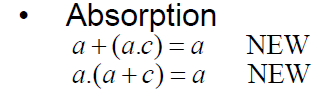 • Absorption
a + (a.c) = a NEW
a.(a + c) = a NEW